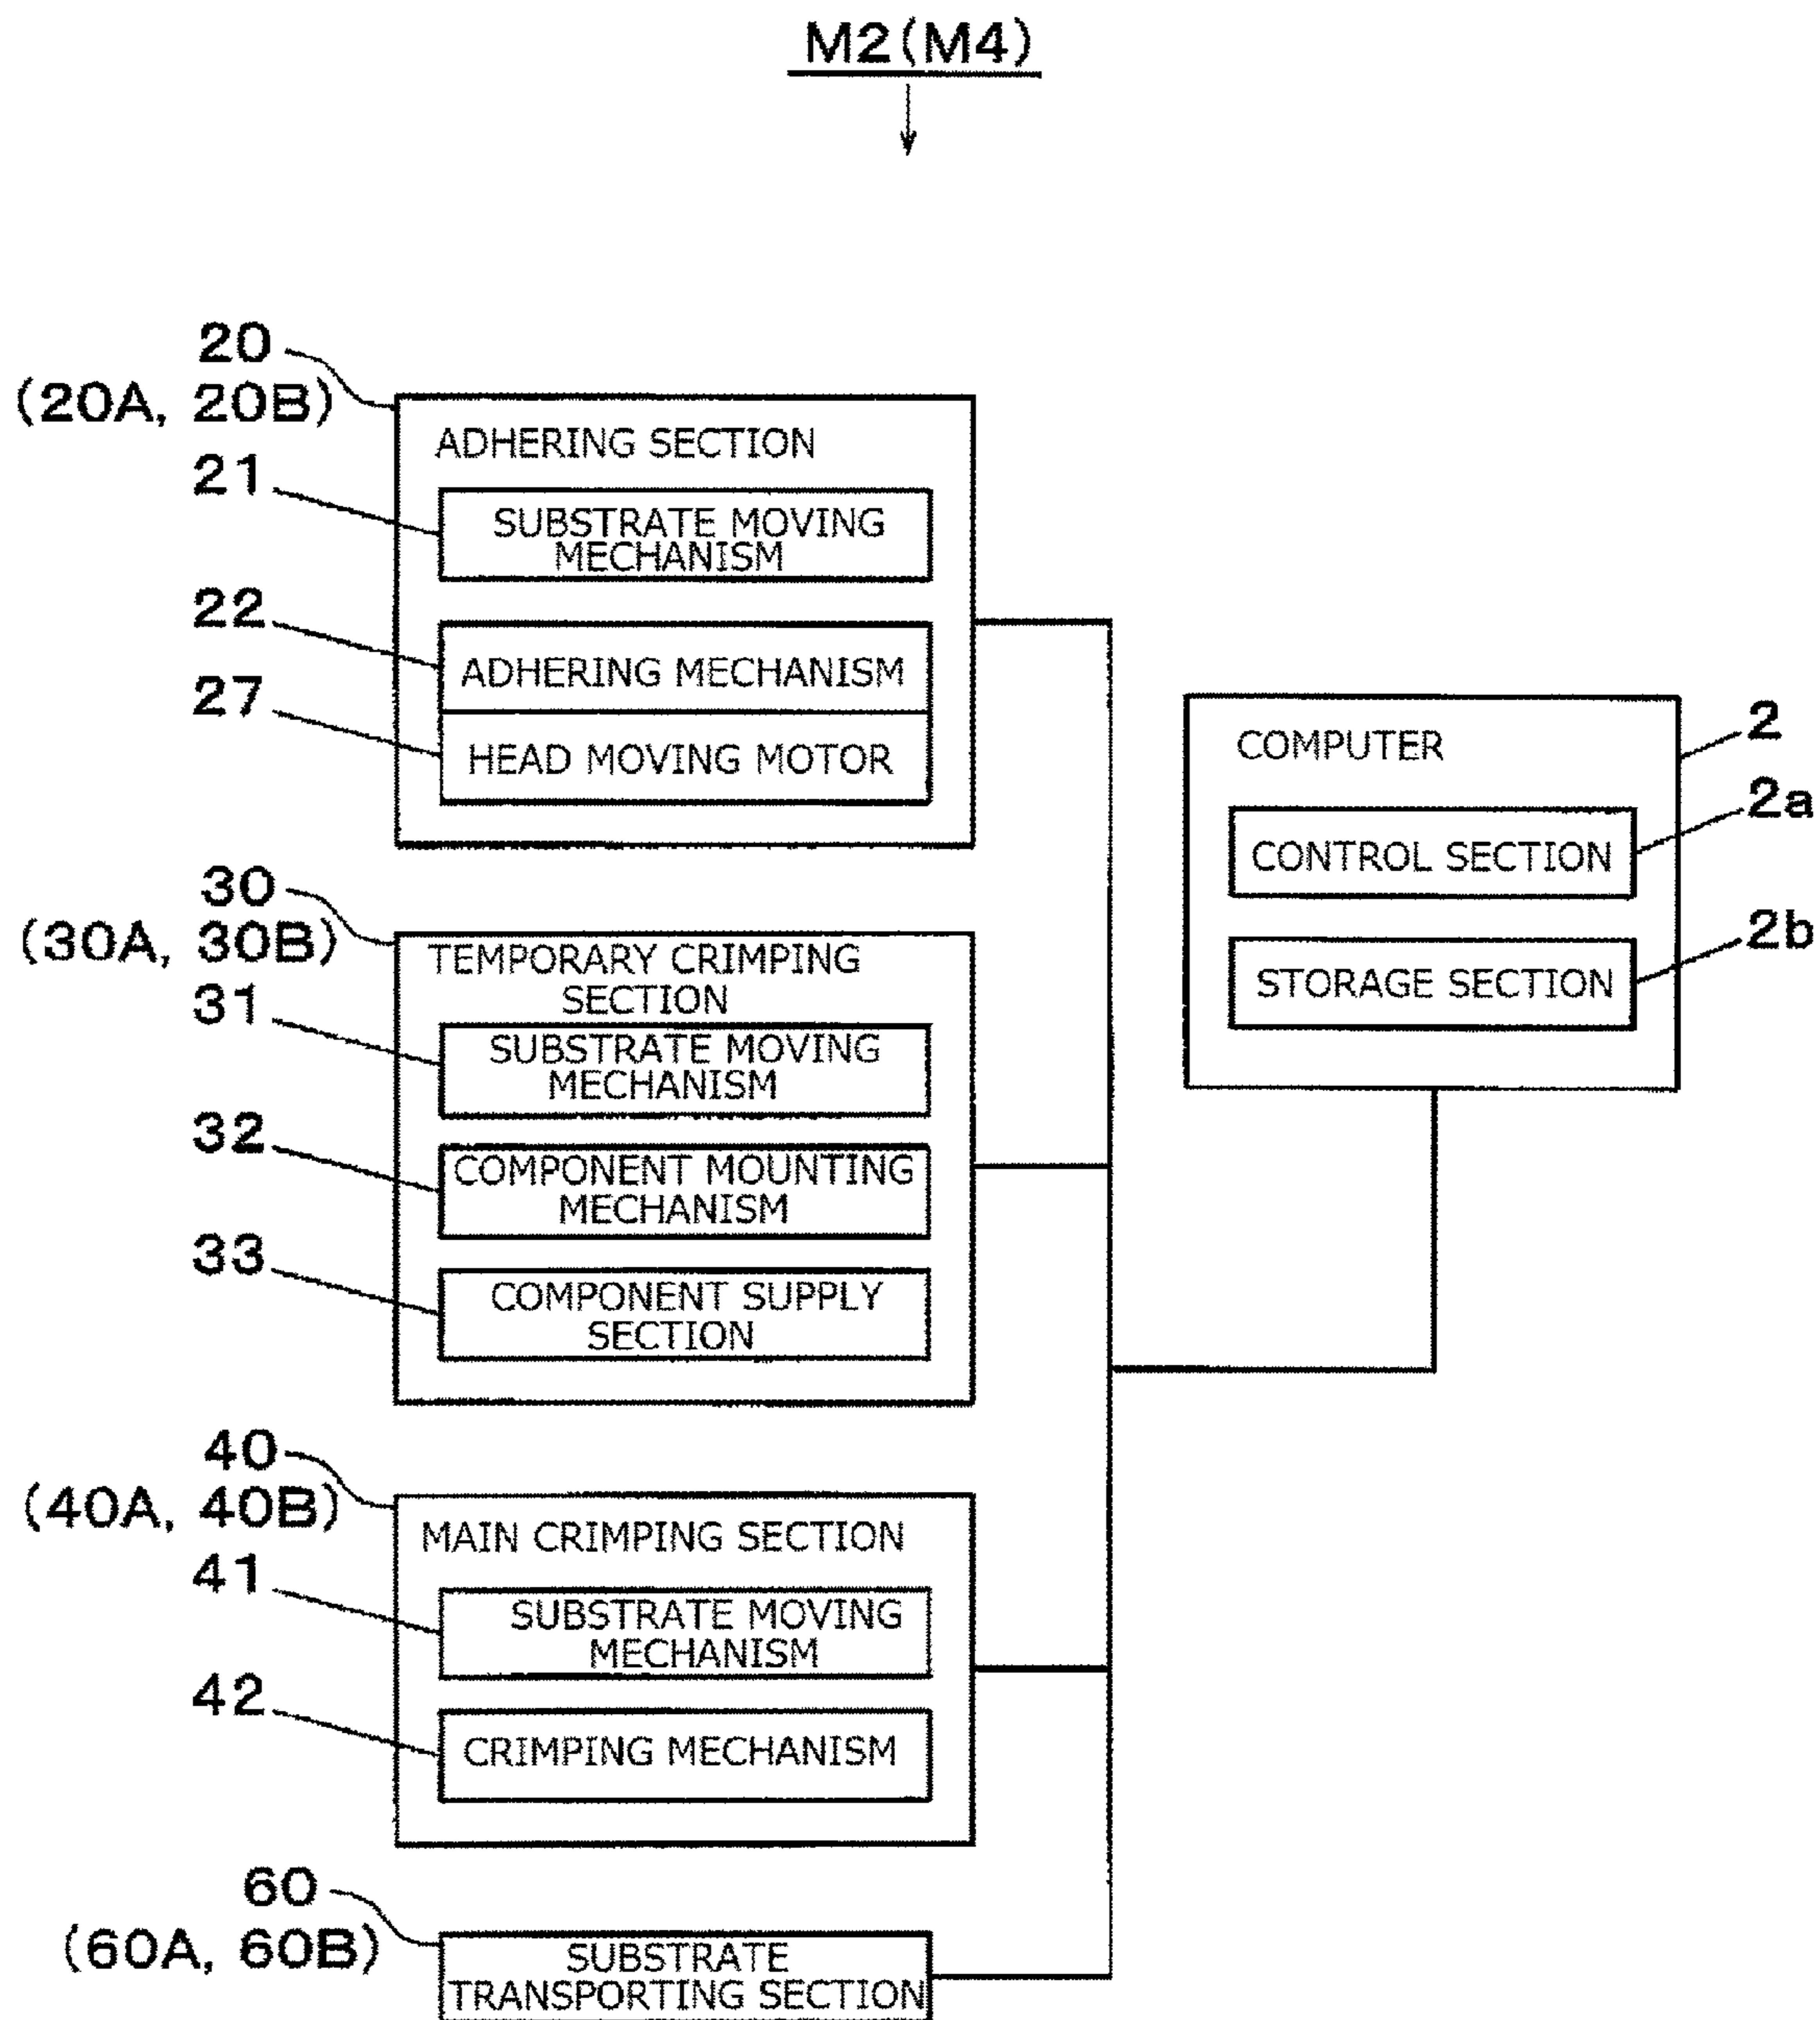 M2(M4)
20
(20A, 20B)
ADHERING SECTION
21
SUBSTRATE MOVING
MECHANISM
22
ADHERING MECHANISM
27
HEAD MOVING MOTOR
30
(30A, 30B)
TEMPORARY CRIMPING
SECTION
31
SUBSTRATE MOVING
MECHANISM
32
COMPONENT MOUNTING
MECHANISM
33
COMPONENT SUPPLY
SECTION
40
(40A, 40B)
MAIN CRIMPING SECTION
41
SUBSTRATE MOVING
MECHANISM
42
CRIMPING MECHANISM
60
(60A, 60B)
SUBSTRATE
TRANSPORTING SECTION
COMPUTER
2
2a
CONTROL SECTION
2b
STORAGE SECTION